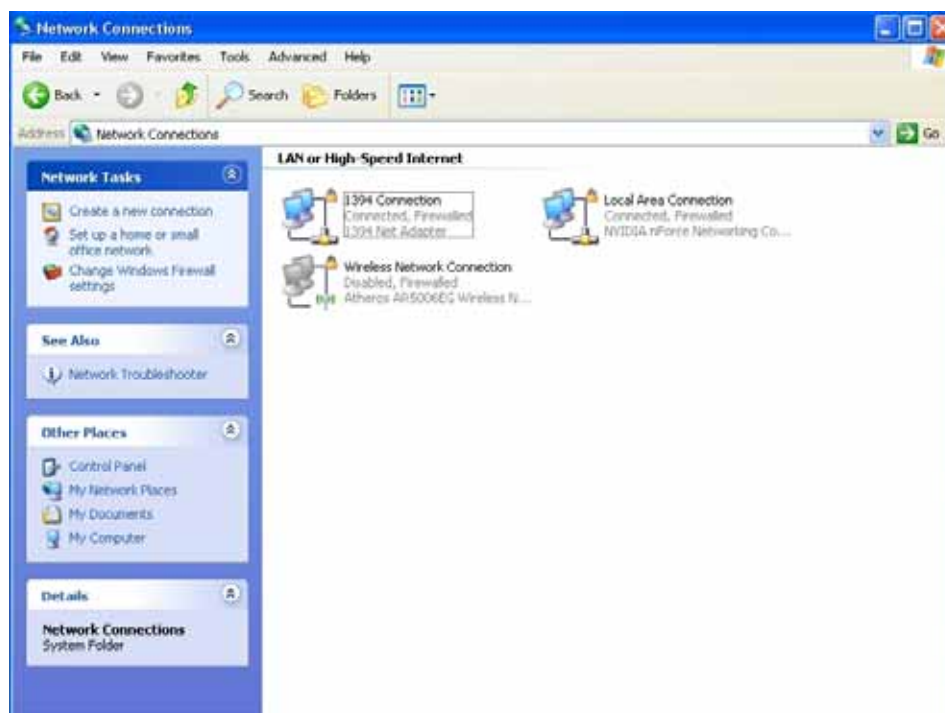 Network Connections
File Edit View Favorites Tools Advanced Help
Back Search Folders
Address Network Connections Go
Network Tasks
Create a new connection
Set up a home or small
office network
Change Windows Firewall
settings
See Also
Network Troubleshooter
Other Places
Control Panel
My Network Places
My Documents
My Computer
Details
Network Connections
System Folder
LAN or High-Speed Internet
1394 Connection
Connected, Firewalled
1394 Net Adapter
Local Area Connection
Connected, Firewalled
NVIDIA nForce Networking Co...
Wireless Network Connection
Disabled, Firewalled
Atheros AR5006EG Wireless N...